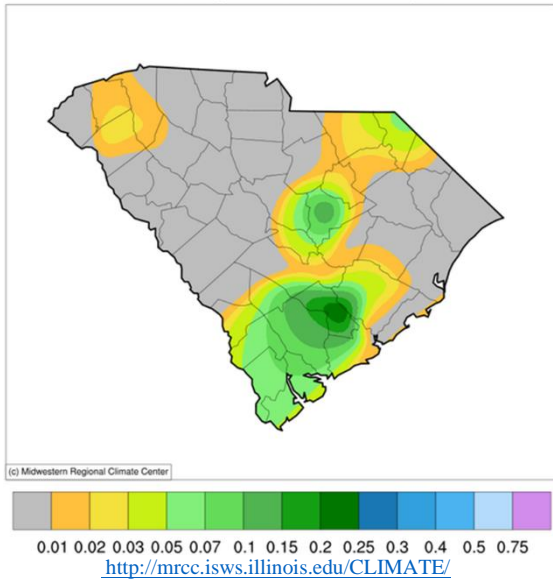 (c) Midwestern Regional Climate Center
0.01 0.02 0.03 0.05 0.07 0.1 0.15 0.2 0.25 0.3 0.4 0.5 0.75
http://mrcc.isws.illinois.edu/CLIMATE/